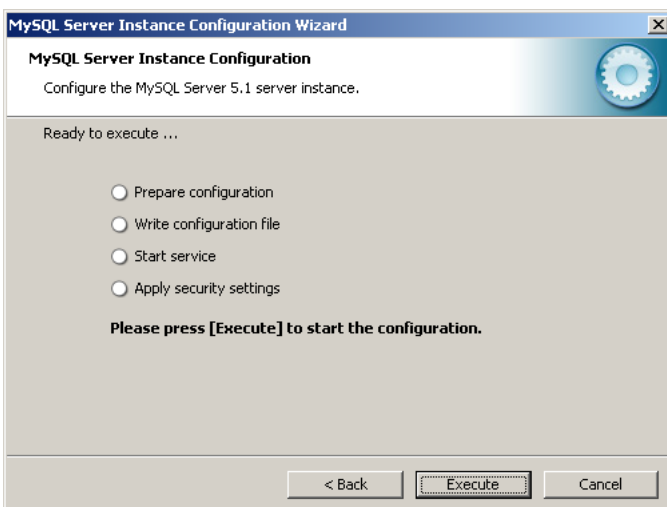 MySQL Server Instance Configuration Wizard
MySQL Server Instance Configuration
Configure the MySQL Server 5.1 server instance.
Ready to execute ...
Prepare configuration
Write configuration file
Start service
Apply security settings
Please press [Execute] to start the configuration.
< Back
Execute
Cancel